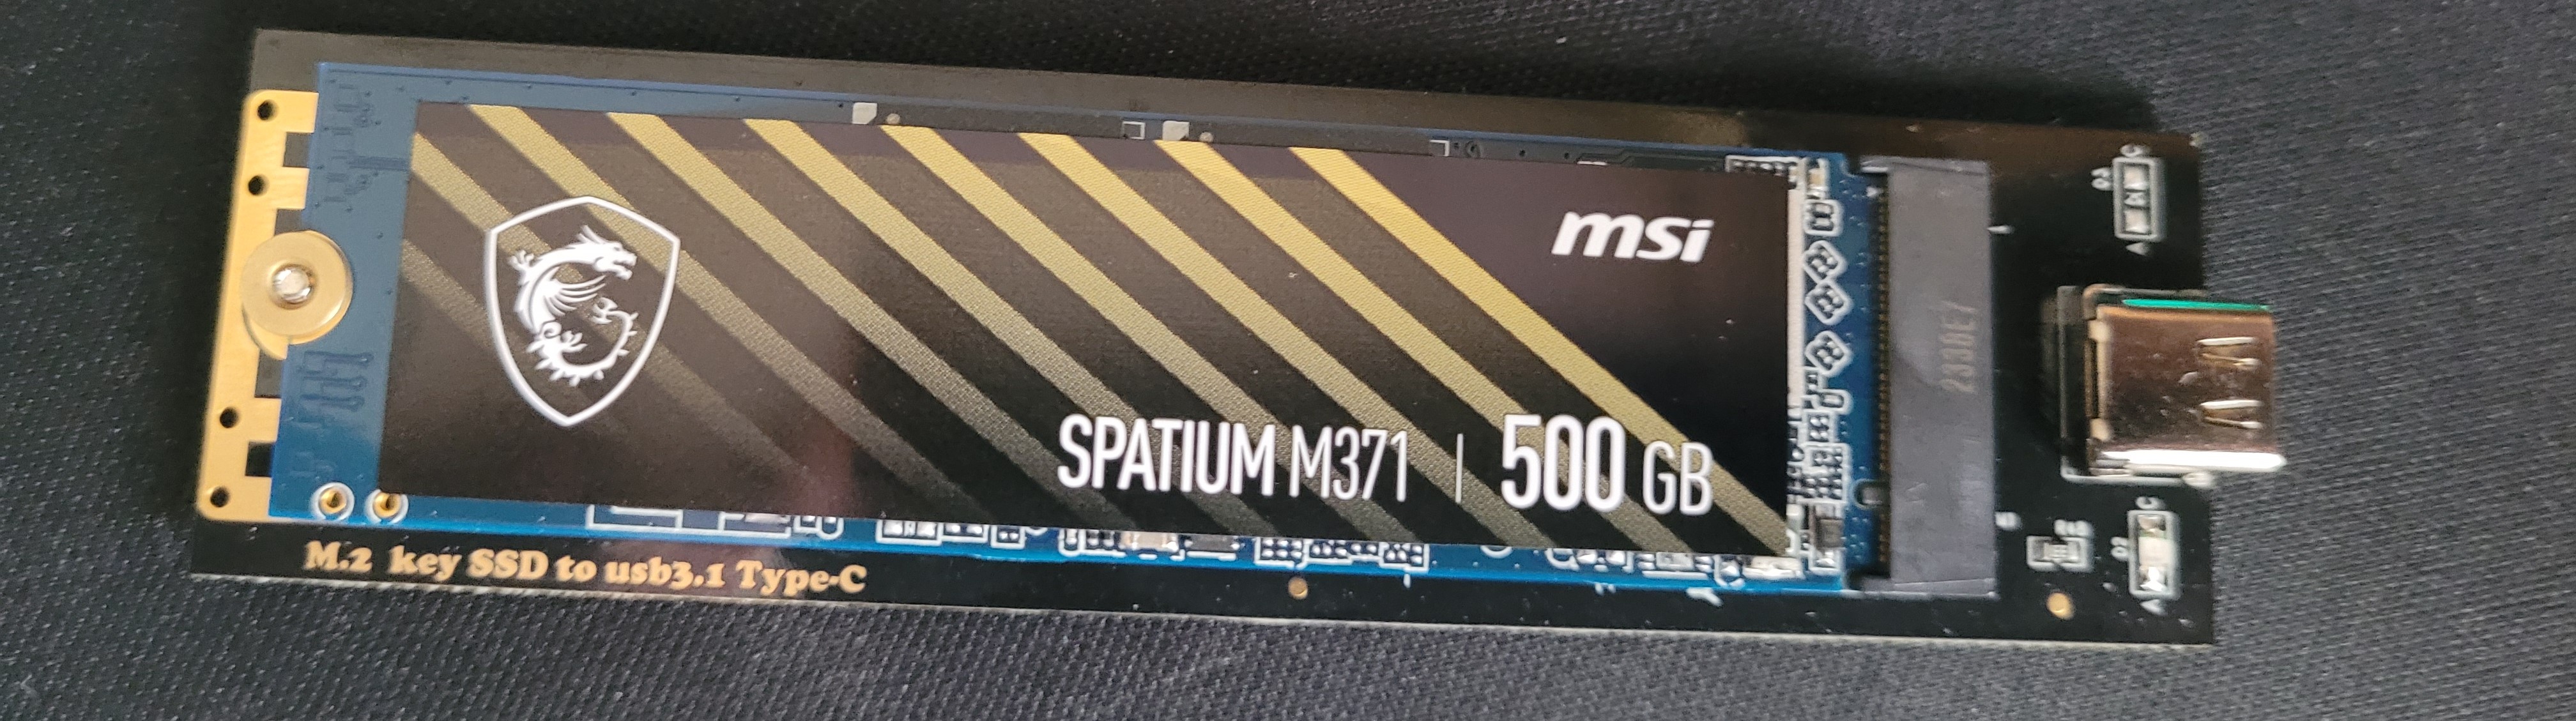 msi
SPATIUM M371 | 500 GB
M.2 key SSD to usb3.1 Type-C
C
A
C
A